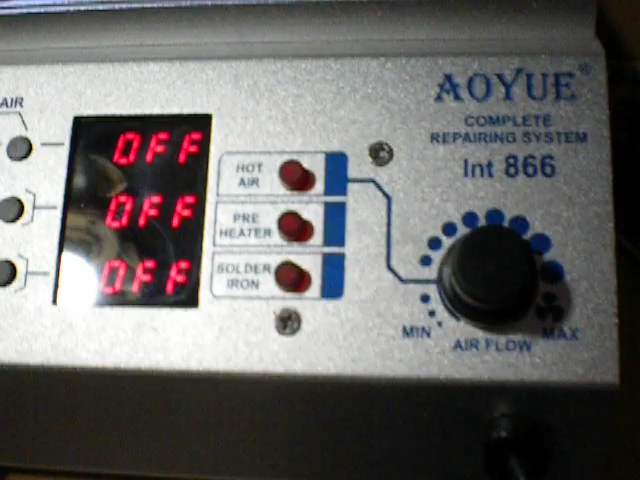 AIR
OFF
OFF
OFF
HOT
AIR
PRE
HEATER
SOLDER
IRON
AOYUE®
COMPLETE
REPAIRING SYSTEM
Int 866
MIN
MAX
AIR FLOW